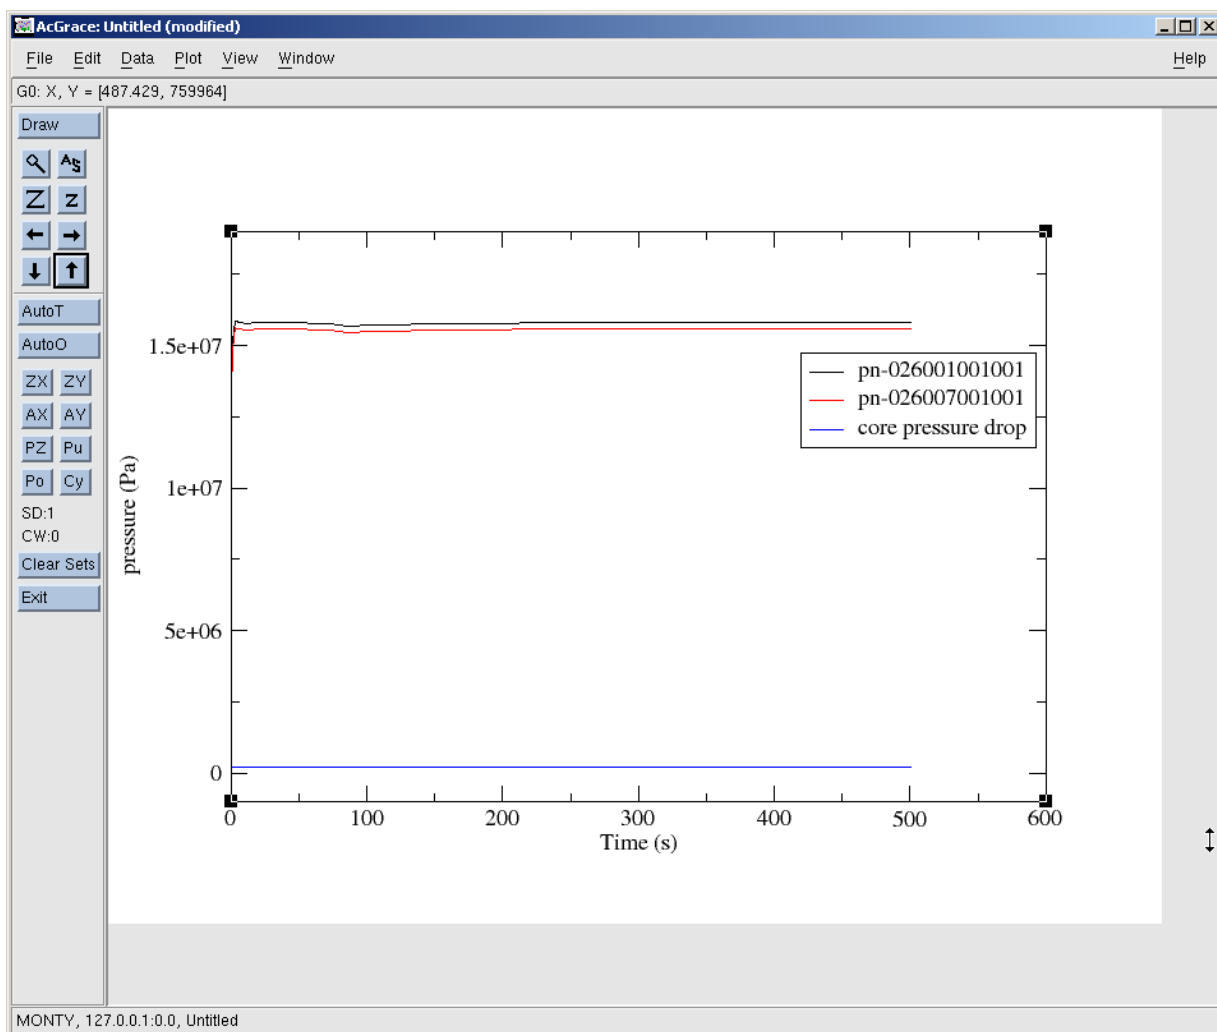 AcGrace: Untitled (modified)
File Edit Data Plot View Window Help
G0: X, Y = [487.429, 759964]
Draw
A S
Z z
AutoT
AutoO
ZX ZY
AX AY
PZ Pu
Po Cy
SD:1
CW:0
Clear Sets
Exit
1.5e+07
1e+07
5e+06
0
pressure (Pa)
pn-026001001001
pn-026007001001
core pressure drop
0 100 200 300 400 500 600
Time (s)
MONTY, 127.0.0.1:0.0, Untitled